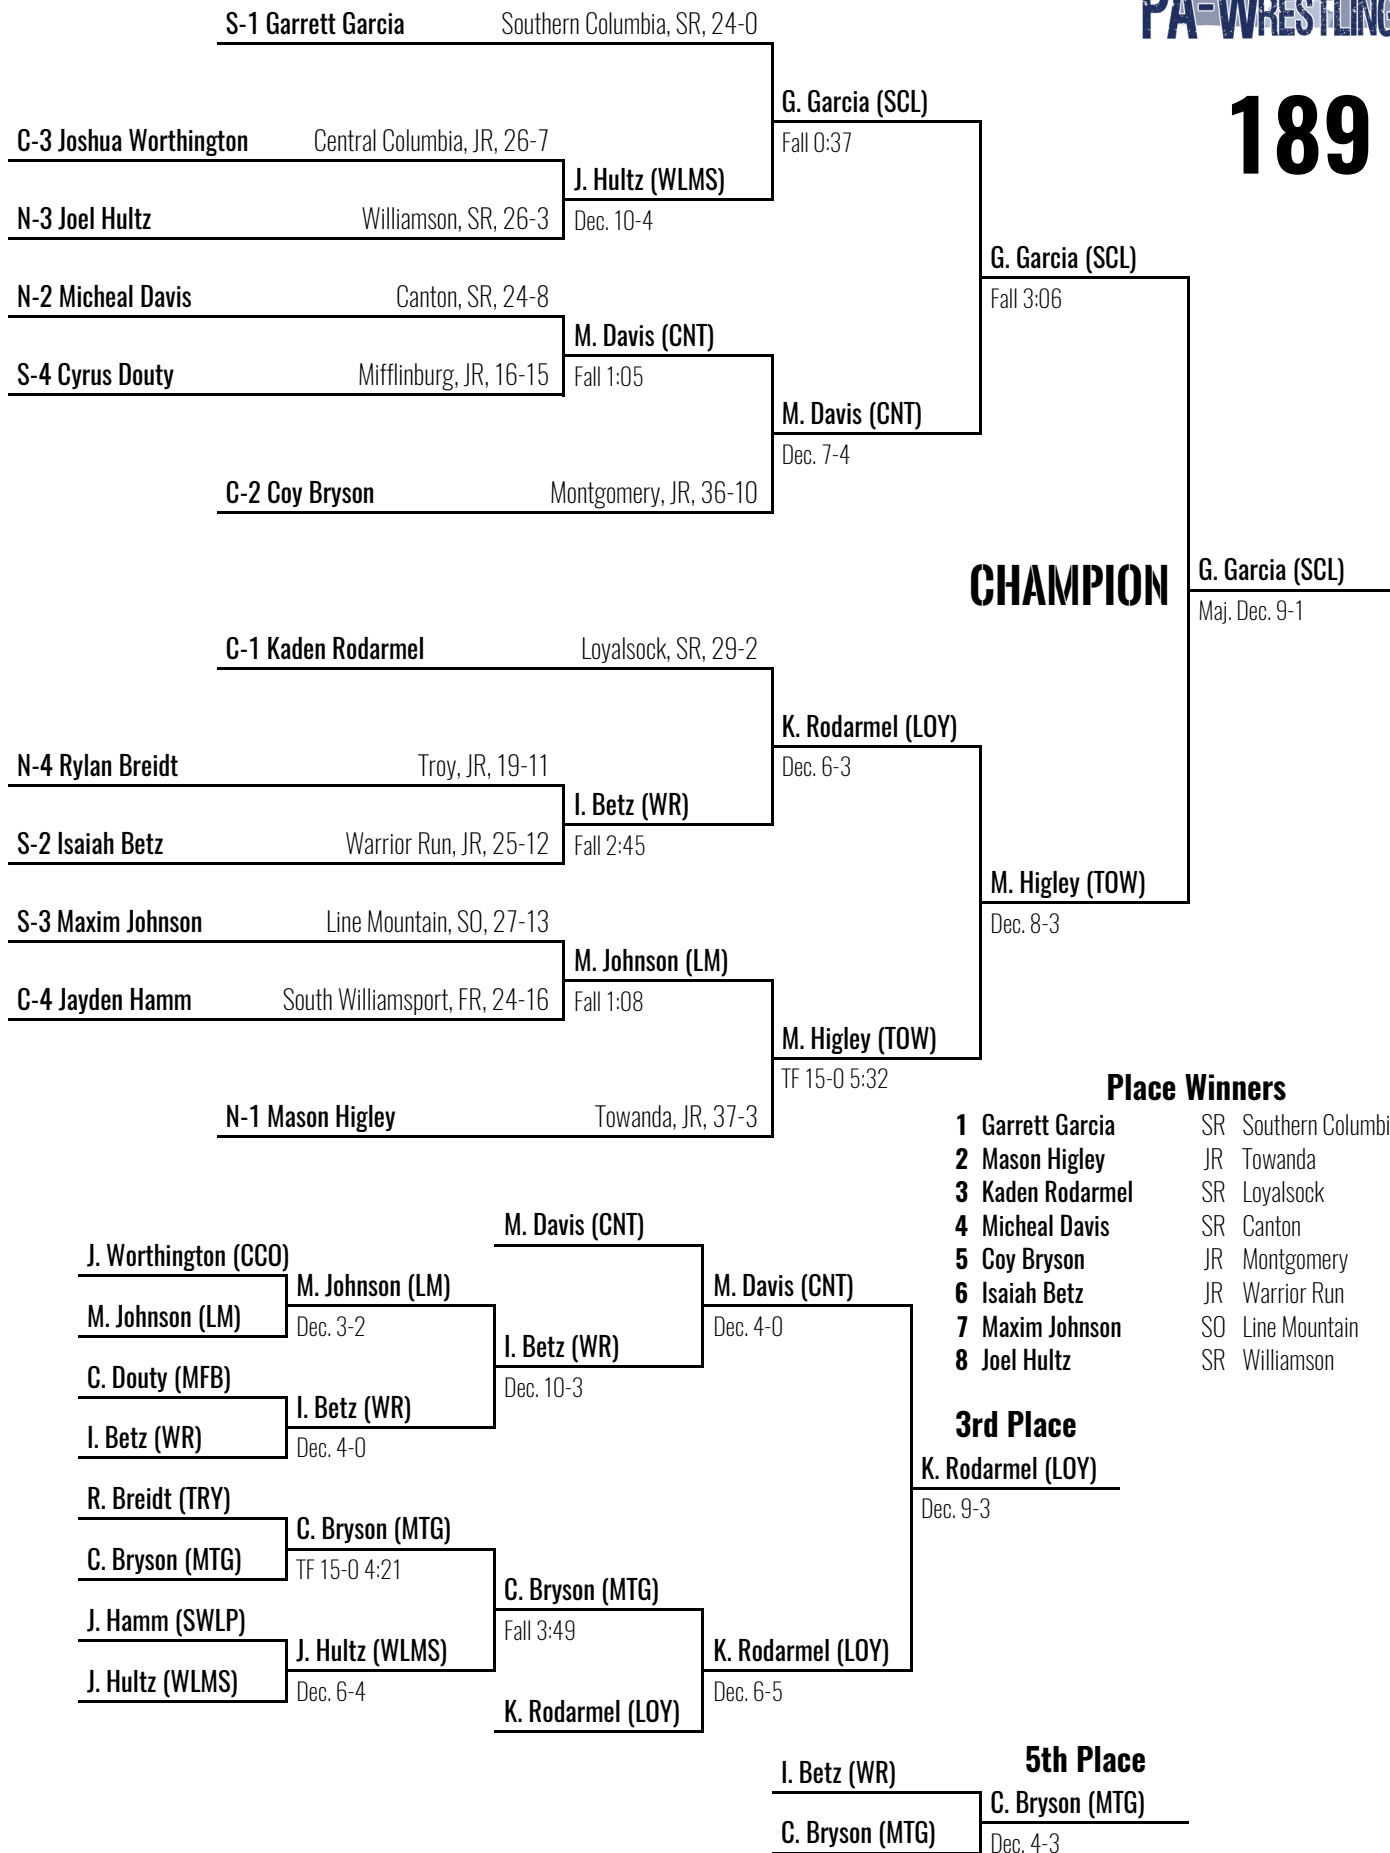 PA-WRESTLING
189
S-1 Garrett Garcia Southern Columbia, SR, 24-0
G. Garcia (SCL)
Fall 0:37
C-3 Joshua Worthington Central Columbia, JR, 26-7
J. Hultz (WLMS)
Dec. 10-4
N-3 Joel Hultz Williamson, SR, 26-3
G. Garcia (SCL)
Fall 3:06
N-2 Micheal Davis Canton, SR, 24-8
M. Davis (CNT)
Fall 1:05
S-4 Cyrus Douty Mifflinburg, JR, 16-15
M. Davis (CNT)
Dec. 7-4
C-2 Coy Bryson Montgomery, JR, 36-10
CHAMPION
G. Garcia (SCL)
Maj. Dec. 9-1
C-1 Kaden Rodarmel Loyalsock, SR, 29-2
K. Rodarmel (LOY)
Dec. 6-3
N-4 Rylan Breidt Troy, JR, 19-11
I. Betz (WR)
Fall 2:45
S-2 Isaiah Betz Warrior Run, JR, 25-12
M. Higley (TOW)
Dec. 8-3
S-3 Maxim Johnson Line Mountain, SO, 27-13
M. Johnson (LM)
Fall 1:08
C-4 Jayden Hamm South Williamsport, FR, 24-16
M. Higley (TOW)
TF 15-0 5:32
N-1 Mason Higley Towanda, JR, 37-3
Place Winners
1 Garrett Garcia SR Southern Columbi
2 Mason Higley JR Towanda
3 Kaden Rodarmel SR Loyalsock
4 Micheal Davis SR Canton
5 Coy Bryson JR Montgomery
6 Isaiah Betz JR Warrior Run
7 Maxim Johnson SO Line Mountain
8 Joel Hultz SR Williamson
M. Davis (CNT)
J. Worthington (CCO)
M. Johnson (LM)
Dec. 3-2
M. Johnson (LM)
M. Davis (CNT)
Dec. 4-0
I. Betz (WR)
Dec. 10-3
C. Douty (MFB)
I. Betz (WR)
Dec. 4-0
I. Betz (WR)
3rd Place
K. Rodarmel (LOY)
Dec. 9-3
R. Breidt (TRY)
C. Bryson (MTG)
TF 15-0 4:21
C. Bryson (MTG)
C. Bryson (MTG)
Fall 3:49
J. Hamm (SWLP)
J. Hultz (WLMS)
Dec. 6-4
J. Hultz (WLMS)
K. Rodarmel (LOY)
Dec. 6-5
K. Rodarmel (LOY)
5th Place
I. Betz (WR)
C. Bryson (MTG)
Dec. 4-3
C. Bryson (MTG)